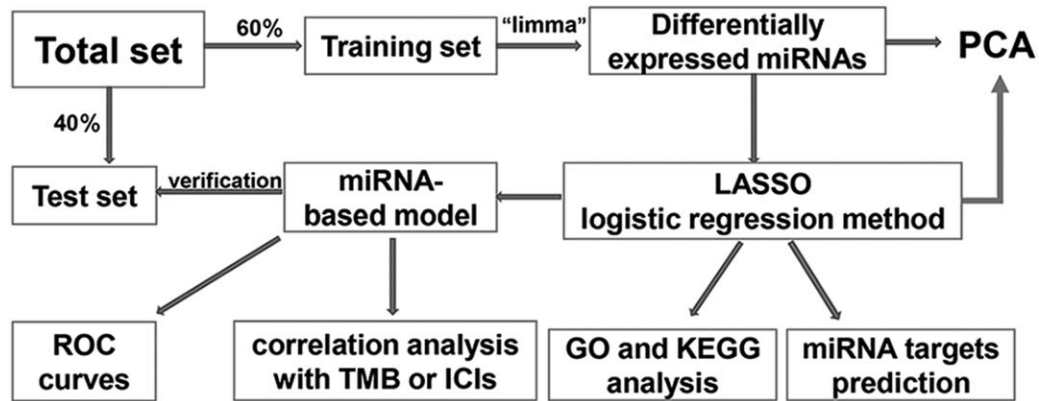 Total set
60%
Training set
“limma”
Differentially
expressed miRNAs
PCA
40%
Test set
verification
miRNA-
based model
LASSO
logistic regression method
ROC
curves
correlation analysis
with TMB or ICIs
GO and KEGG
analysis
miRNA targets
prediction